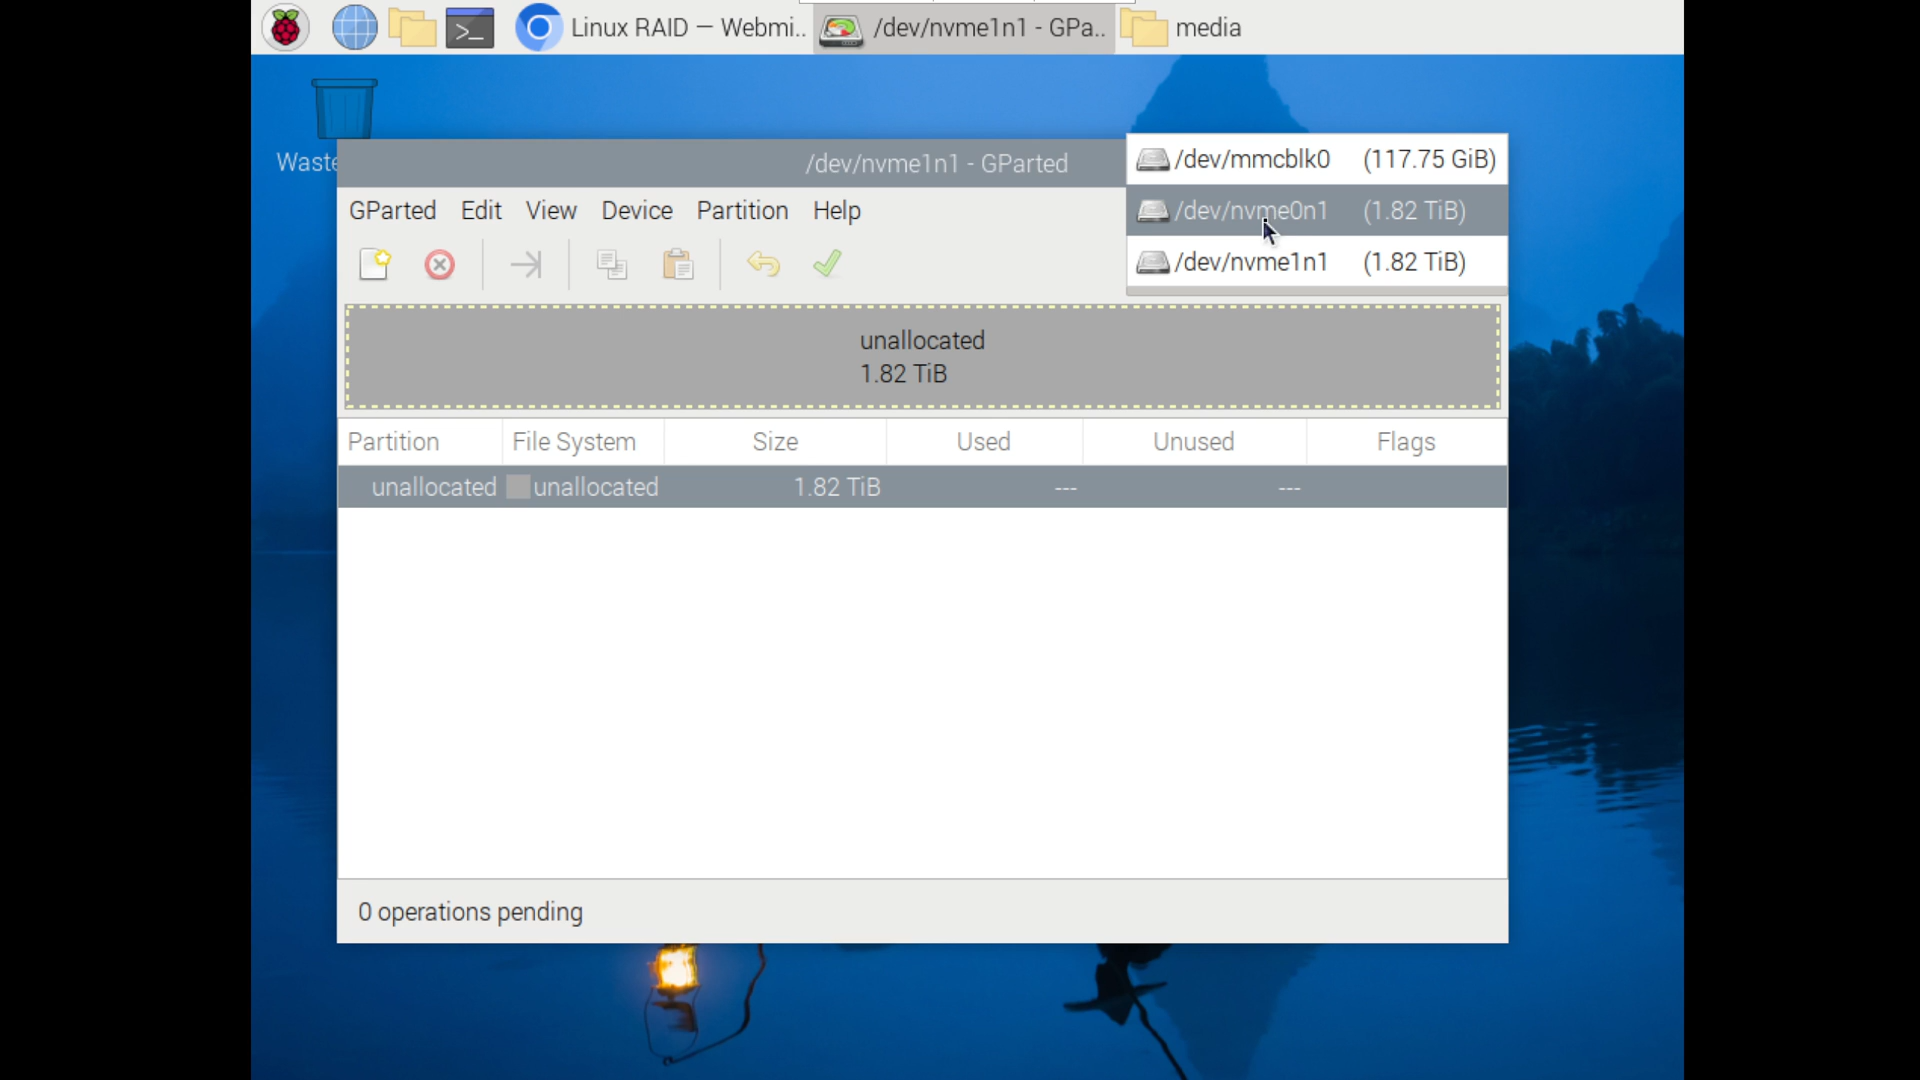 Linux RAID — Webmi..
/dev/nvme1n1 - GPa..
media
Waste
/dev/nvme1n1 - GParted
/dev/mmcblk0 (117.75 GiB)
/dev/nvme0n1 (1.82 TiB)
/dev/nvme1n1 (1.82 TiB)
GParted Edit View Device Partition Help
unallocated
1.82 TiB
Partition File System Size Used Unused Flags
unallocated unallocated 1.82 TiB --- ---
0 operations pending